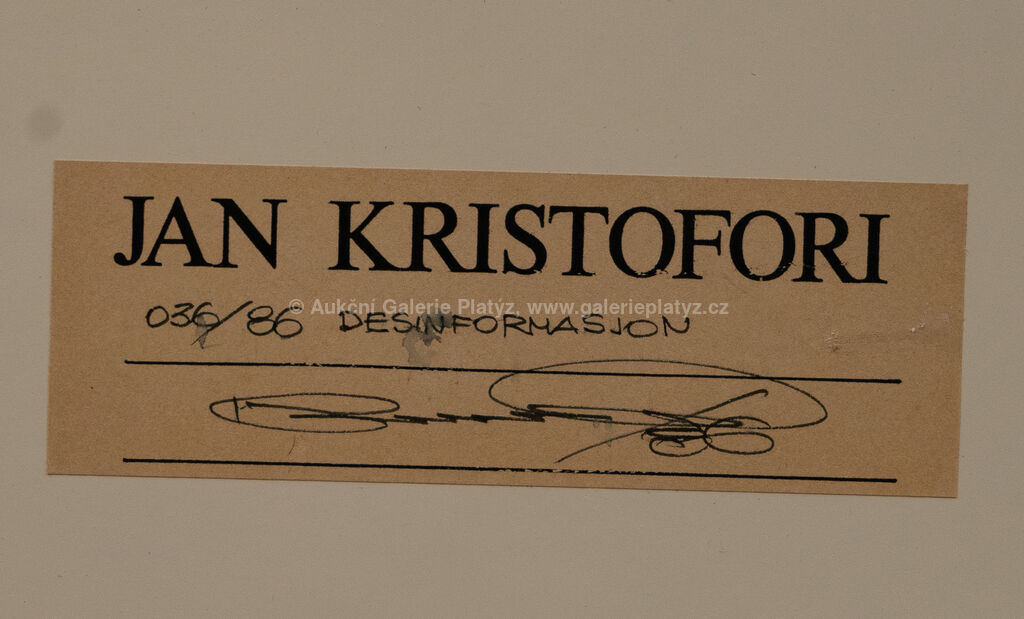 JAN KRISTOFORI
036/86 DESINFORMASJON
© Aukční Galerie Platýz, www.galerieplatyz.cz